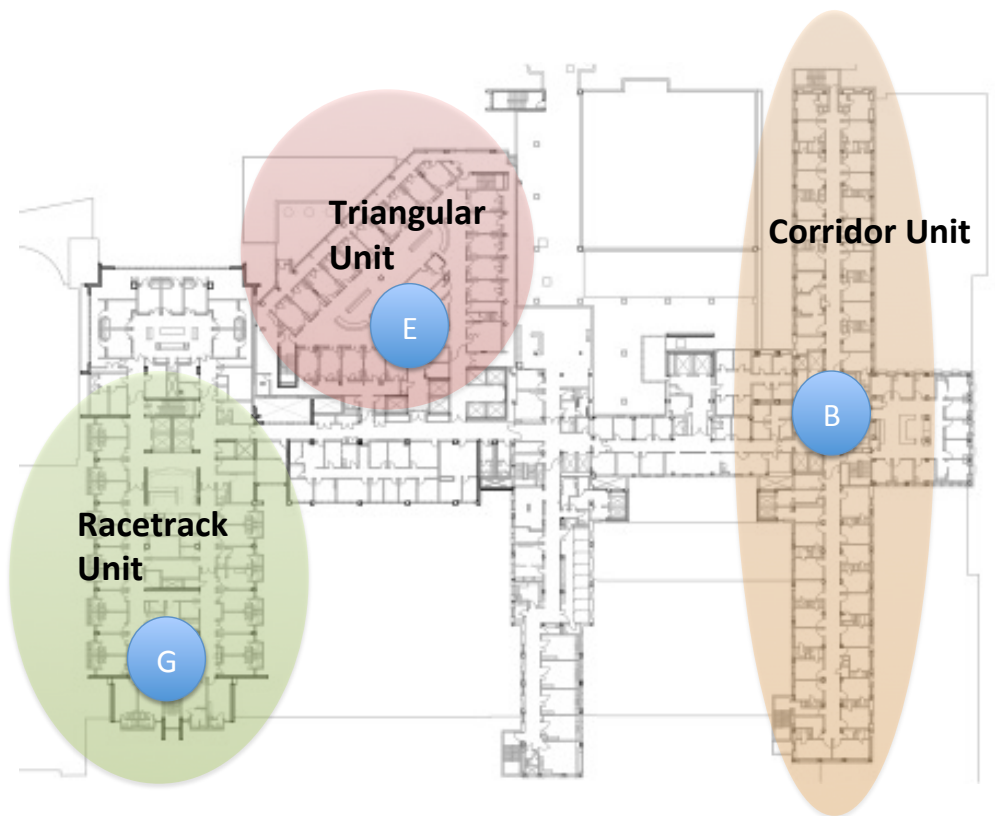 Triangular
Unit
Corridor Unit
E
B
Racetrack
Unit
G